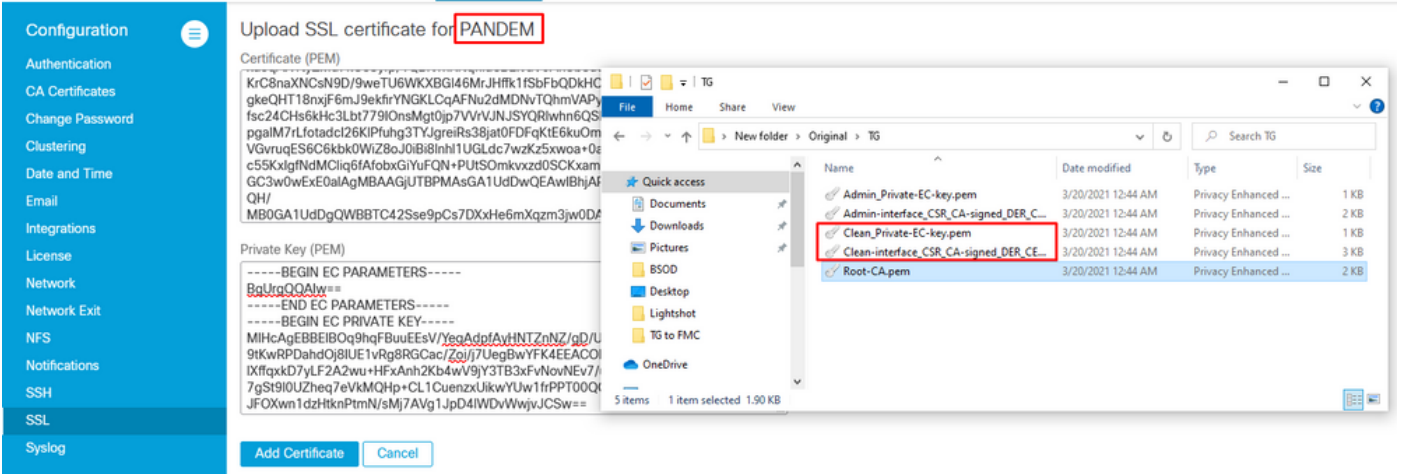 Configuration
Authentication
CA Certificates
Change Password
Clustering
Date and Time
Email
Integrations
License
Network
Network Exit
NFS
Notifications
SSH
SSL
Syslog
Upload SSL certificate for PANDEM
Certificate (PEM)
KrC8naXNCsN9D/9weTU6WKXBGl46MrJHffk1fSbFbQDkHC
gkeQHT18nxjF6mJ9ekfirYNGKLCqAFNu2dMDNvTQhmVAPy
fsc24CHs6kHc3Lbt779IOnsMgt0jp7VVrVJNJSYQRlwhn6QS
pgalM7rLfotadcl26KlPfuhg3TYJgreiRs38jat0FDFqKtE6kuOm
VGvruqES6C6kbk0WiZ8oJ0iBi8lnhl1UGLdc7wzKz5xwoa+0a
c55KxlgfNdMCliq6fAfobxGiYuFQN+PUtSOmkvxzd0SCKxam
GC3w0wExE0alAgMBAAGjUTBPMAsGA1UdDwQEAwIBhjAF
QH/
MB0GA1UdDgQWBBTC42Sse9pCs7DXxHe6mXqzm3jw0DA
Private Key (PEM)
-----BEGIN EC PARAMETERS-----
BgUrgQQAIw==
-----END EC PARAMETERS-----
-----BEGIN EC PRIVATE KEY-----
MIHcAgEBBEIBOq9hqFBuuEEsV/YegAdpfAyHNTZnNZ/gD/U
9tKwRPDahdOj8IUE1vRg8RGCac/Zoi/j7UegBwYFK4EEACO
IXffqxkD7yLF2A2wu+HFxAnh2Kb4wV9jY3TB3xFvNovNEv7/
7gSt9l0UZheq7eVkMQHp+CL1CuenzxUikwYUw1frPPT00Q
JFOXwn1dzHtknPtmN/sMj7AVg1JpD4IWDvWwjvJCSw==
Add Certificate
Cancel
TG
File Home Share View
New folder > Original > TG
Search TG
Quick access
Documents
Downloads
Pictures
BSOD
Desktop
Lightshot
TG to FMC
OneDrive
Name Date modified Type Size
Admin_Private-EC-key.pem 3/20/2021 12:44 AM Privacy Enhanced ... 1 KB
Admin-interface_CSR_CA-signed_DER_C... 3/20/2021 12:44 AM Privacy Enhanced ... 2 KB
Clean_Private-EC-key.pem 3/20/2021 12:44 AM Privacy Enhanced ... 1 KB
Clean-interface_CSR_CA-signed_DER_CE... 3/20/2021 12:44 AM Privacy Enhanced ... 3 KB
Root-CA.pem 3/20/2021 12:44 AM Privacy Enhanced ... 2 KB
5 items 1 item selected 1.90 KB